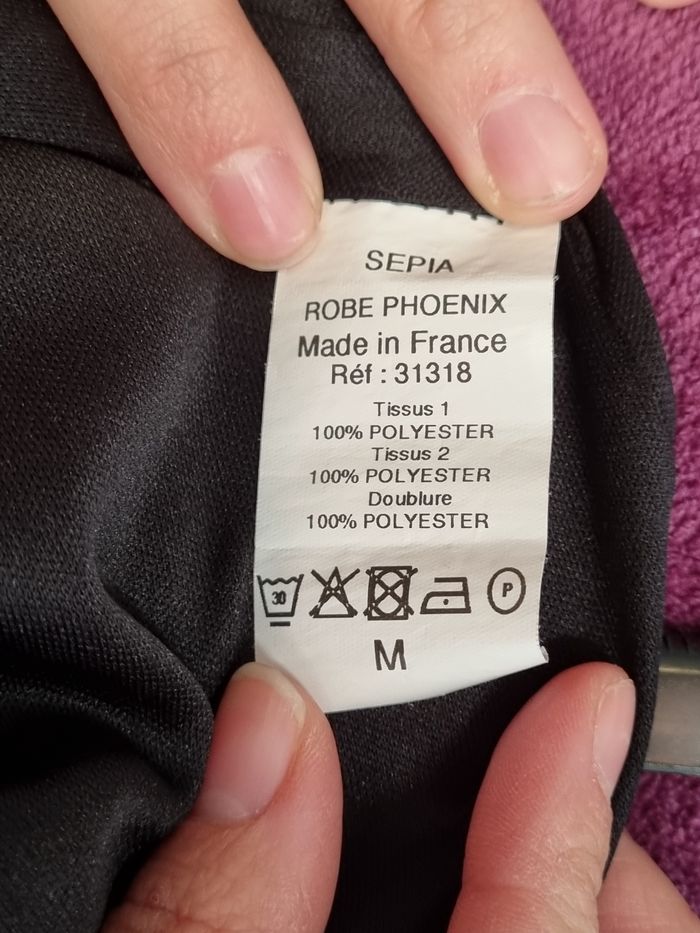 SEPIA
ROBE PHOENIX
Made in France
Réf : 31318
Tissus 1
100% POLYESTER
Tissus 2
100% POLYESTER
Doublure
100% POLYESTER
30 P
M